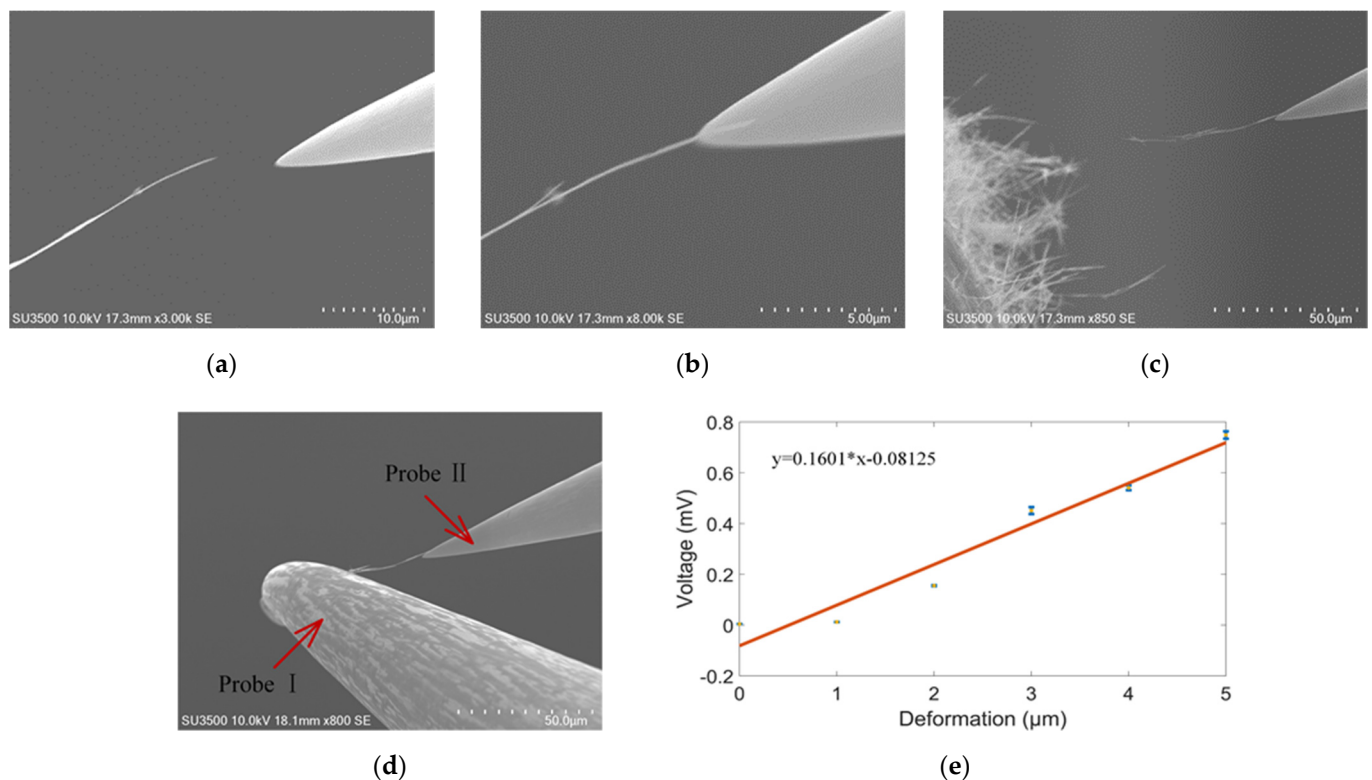 SU3500 10.0kV 17.3mm x3.00k SE 10.0μm
SU3500 10.0kV 17.3mm x8.00k SE 5.00μm
SU3500 10.0kV 17.3mm x850 SE 50.0μm
(a)
(b)
(c)
Probe Ⅱ
Probe Ⅰ
SU3500 10.0kV 18.1mm x800 SE 50.0μm
y=0.1601*x-0.08125
Voltage (mV)
0.8
0.6
0.4
0.2
0
-0.2
0 1 2 3 4 5
Deformation (μm)
(d)
(e)